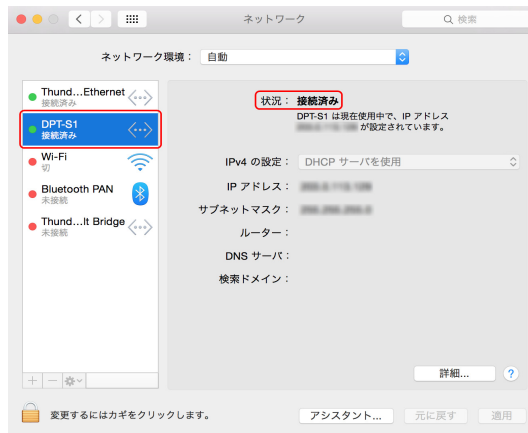 ネットワーク
検索
ネットワーク環境： 自動
Thund...Ethernet
接続済み
DPT-S1
接続済み
Wi-Fi
切
Bluetooth PAN
未接続
Thund...lt Bridge
未接続
状況： 接続済み
DPT-S1 は現在使用中で、IP アドレス
が設定されています。
IPv4 の設定： DHCP サーバを使用
IP アドレス：
サブネットマスク：
ルーター：
DNS サーバ：
検索ドメイン：
詳細... ?
変更するにはカギをクリックします。
アシスタント... 元に戻す 適用